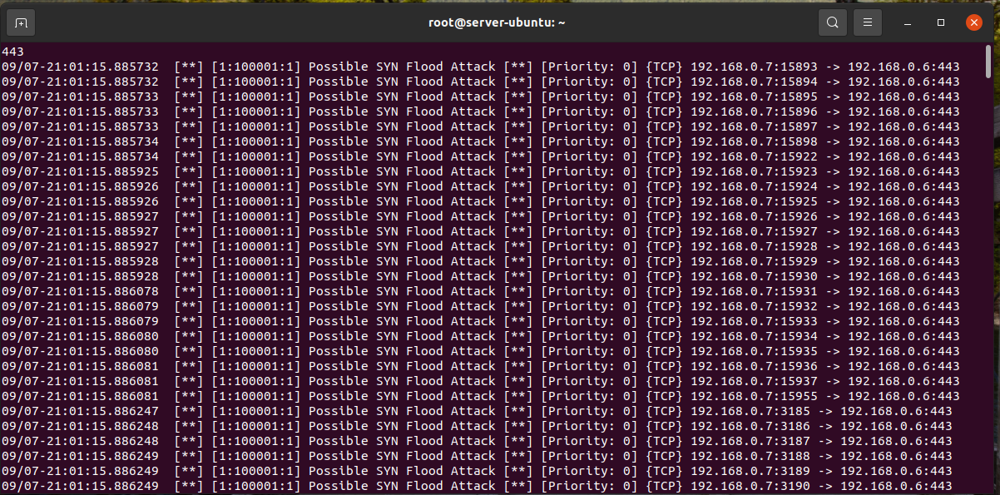 root@server-ubuntu: ~
443
09/07-21:01:15.885732  [**] [1:100001:1] Possible SYN Flood Attack [**] [Priority: 0] {TCP} 192.168.0.7:15893 -> 192.168.0.6:443
09/07-21:01:15.885732  [**] [1:100001:1] Possible SYN Flood Attack [**] [Priority: 0] {TCP} 192.168.0.7:15894 -> 192.168.0.6:443
09/07-21:01:15.885733  [**] [1:100001:1] Possible SYN Flood Attack [**] [Priority: 0] {TCP} 192.168.0.7:15895 -> 192.168.0.6:443
09/07-21:01:15.885733  [**] [1:100001:1] Possible SYN Flood Attack [**] [Priority: 0] {TCP} 192.168.0.7:15896 -> 192.168.0.6:443
09/07-21:01:15.885733  [**] [1:100001:1] Possible SYN Flood Attack [**] [Priority: 0] {TCP} 192.168.0.7:15897 -> 192.168.0.6:443
09/07-21:01:15.885734  [**] [1:100001:1] Possible SYN Flood Attack [**] [Priority: 0] {TCP} 192.168.0.7:15898 -> 192.168.0.6:443
09/07-21:01:15.885734  [**] [1:100001:1] Possible SYN Flood Attack [**] [Priority: 0] {TCP} 192.168.0.7:15922 -> 192.168.0.6:443
09/07-21:01:15.885925  [**] [1:100001:1] Possible SYN Flood Attack [**] [Priority: 0] {TCP} 192.168.0.7:15923 -> 192.168.0.6:443
09/07-21:01:15.885926  [**] [1:100001:1] Possible SYN Flood Attack [**] [Priority: 0] {TCP} 192.168.0.7:15924 -> 192.168.0.6:443
09/07-21:01:15.885926  [**] [1:100001:1] Possible SYN Flood Attack [**] [Priority: 0] {TCP} 192.168.0.7:15925 -> 192.168.0.6:443
09/07-21:01:15.885927  [**] [1:100001:1] Possible SYN Flood Attack [**] [Priority: 0] {TCP} 192.168.0.7:15926 -> 192.168.0.6:443
09/07-21:01:15.885927  [**] [1:100001:1] Possible SYN Flood Attack [**] [Priority: 0] {TCP} 192.168.0.7:15927 -> 192.168.0.6:443
09/07-21:01:15.885927  [**] [1:100001:1] Possible SYN Flood Attack [**] [Priority: 0] {TCP} 192.168.0.7:15928 -> 192.168.0.6:443
09/07-21:01:15.885928  [**] [1:100001:1] Possible SYN Flood Attack [**] [Priority: 0] {TCP} 192.168.0.7:15929 -> 192.168.0.6:443
09/07-21:01:15.885928  [**] [1:100001:1] Possible SYN Flood Attack [**] [Priority: 0] {TCP} 192.168.0.7:15930 -> 192.168.0.6:443
09/07-21:01:15.886078  [**] [1:100001:1] Possible SYN Flood Attack [**] [Priority: 0] {TCP} 192.168.0.7:15931 -> 192.168.0.6:443
09/07-21:01:15.886079  [**] [1:100001:1] Possible SYN Flood Attack [**] [Priority: 0] {TCP} 192.168.0.7:15932 -> 192.168.0.6:443
09/07-21:01:15.886079  [**] [1:100001:1] Possible SYN Flood Attack [**] [Priority: 0] {TCP} 192.168.0.7:15933 -> 192.168.0.6:443
09/07-21:01:15.886080  [**] [1:100001:1] Possible SYN Flood Attack [**] [Priority: 0] {TCP} 192.168.0.7:15934 -> 192.168.0.6:443
09/07-21:01:15.886080  [**] [1:100001:1] Possible SYN Flood Attack [**] [Priority: 0] {TCP} 192.168.0.7:15935 -> 192.168.0.6:443
09/07-21:01:15.886081  [**] [1:100001:1] Possible SYN Flood Attack [**] [Priority: 0] {TCP} 192.168.0.7:15936 -> 192.168.0.6:443
09/07-21:01:15.886081  [**] [1:100001:1] Possible SYN Flood Attack [**] [Priority: 0] {TCP} 192.168.0.7:15937 -> 192.168.0.6:443
09/07-21:01:15.886081  [**] [1:100001:1] Possible SYN Flood Attack [**] [Priority: 0] {TCP} 192.168.0.7:15955 -> 192.168.0.6:443
09/07-21:01:15.886247  [**] [1:100001:1] Possible SYN Flood Attack [**] [Priority: 0] {TCP} 192.168.0.7:3185 -> 192.168.0.6:443
09/07-21:01:15.886248  [**] [1:100001:1] Possible SYN Flood Attack [**] [Priority: 0] {TCP} 192.168.0.7:3186 -> 192.168.0.6:443
09/07-21:01:15.886248  [**] [1:100001:1] Possible SYN Flood Attack [**] [Priority: 0] {TCP} 192.168.0.7:3187 -> 192.168.0.6:443
09/07-21:01:15.886249  [**] [1:100001:1] Possible SYN Flood Attack [**] [Priority: 0] {TCP} 192.168.0.7:3188 -> 192.168.0.6:443
09/07-21:01:15.886249  [**] [1:100001:1] Possible SYN Flood Attack [**] [Priority: 0] {TCP} 192.168.0.7:3189 -> 192.168.0.6:443
09/07-21:01:15.886249  [**] [1:100001:1] Possible SYN Flood Attack [**] [Priority: 0] {TCP} 192.168.0.7:3190 -> 192.168.0.6:443